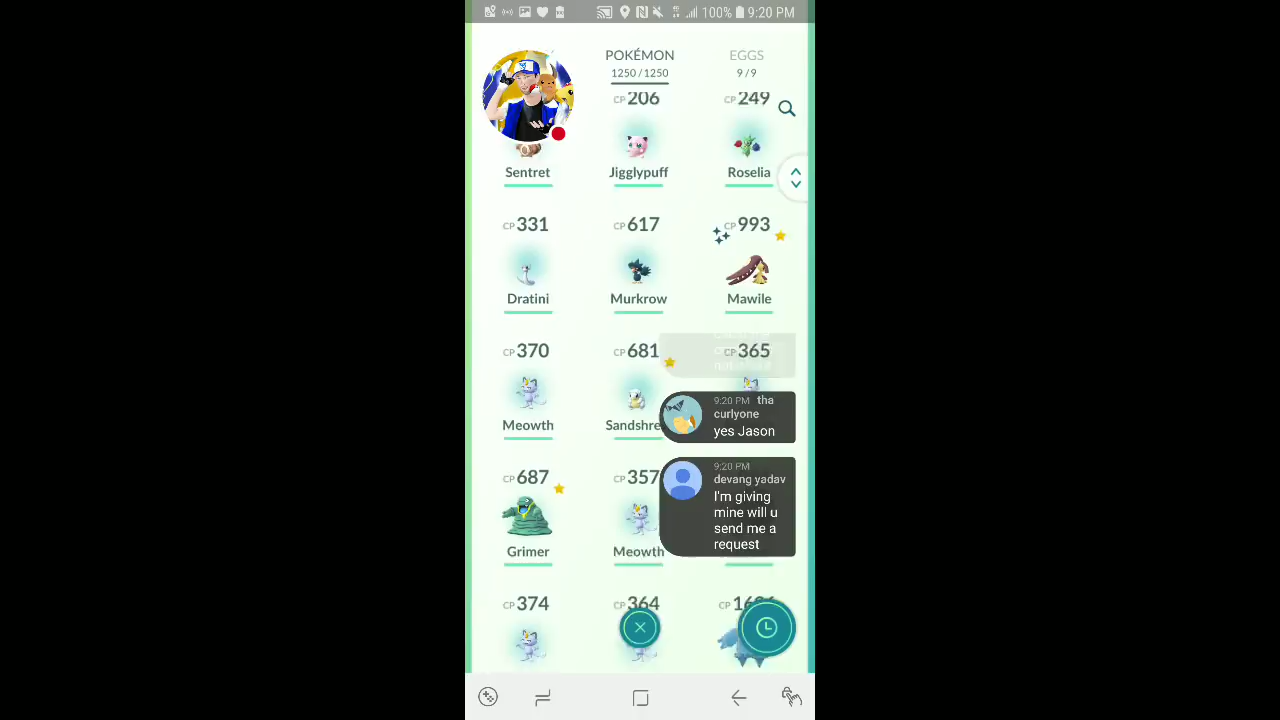 100% 9:20 PM
POKÉMON EGGS
1250 / 1250 9 / 9
CP 206 CP 249
Sentret Jigglypuff Roselia
CP 331 CP 617 CP 993
Dratini Murkrow Mawile
CP 370 CP 681 CP 365
Meowth Sandshre
9:20 PM tha
curlyone
yes Jason
CP 687 CP 357
9:20 PM
devang yadav
I'm giving
mine will u
send me a
request
Grimer Meowth
CP 374 CP 364 CP